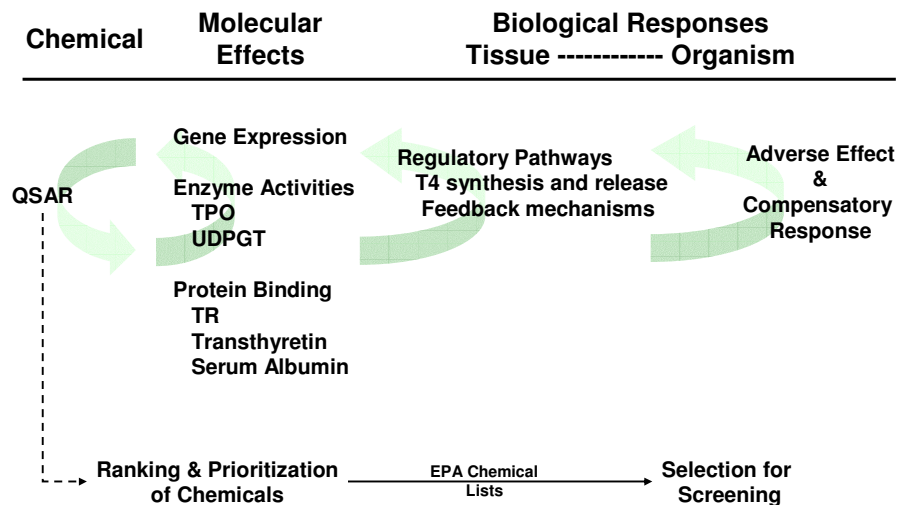 Chemical
Molecular
Effects
Biological Responses
Tissue ------------ Organism
QSAR
Gene Expression
Enzyme Activities
TPO
UDPGT
Protein Binding
TR
Transthyretin
Serum Albumin
Regulatory Pathways
T4 synthesis and release
Feedback mechanisms
Adverse Effect
&
Compensatory
Response
Ranking & Prioritization
of Chemicals
EPA Chemical
Lists
Selection for
Screening